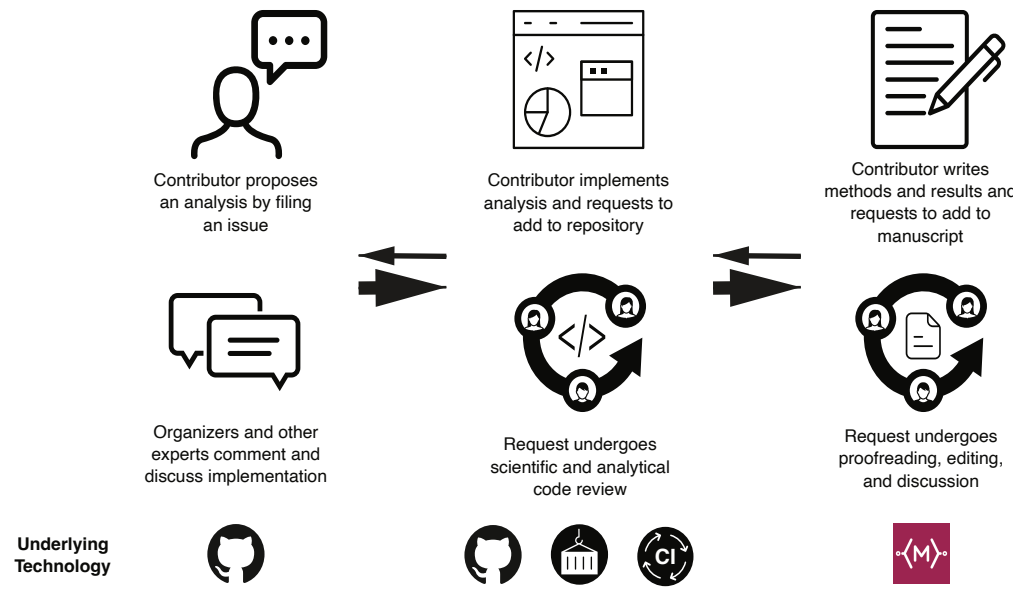 Contributor proposes
an analysis by filing
an issue
Contributor implements
analysis and requests to
add to repository
</>
Contributor writes
methods and results and
requests to add to
manuscript
Organizers and other
experts comment and
discuss implementation
</>
Request undergoes
scientific and analytical
code review
Request undergoes
proofreading, editing,
and discussion
Underlying
Technology
CI
M